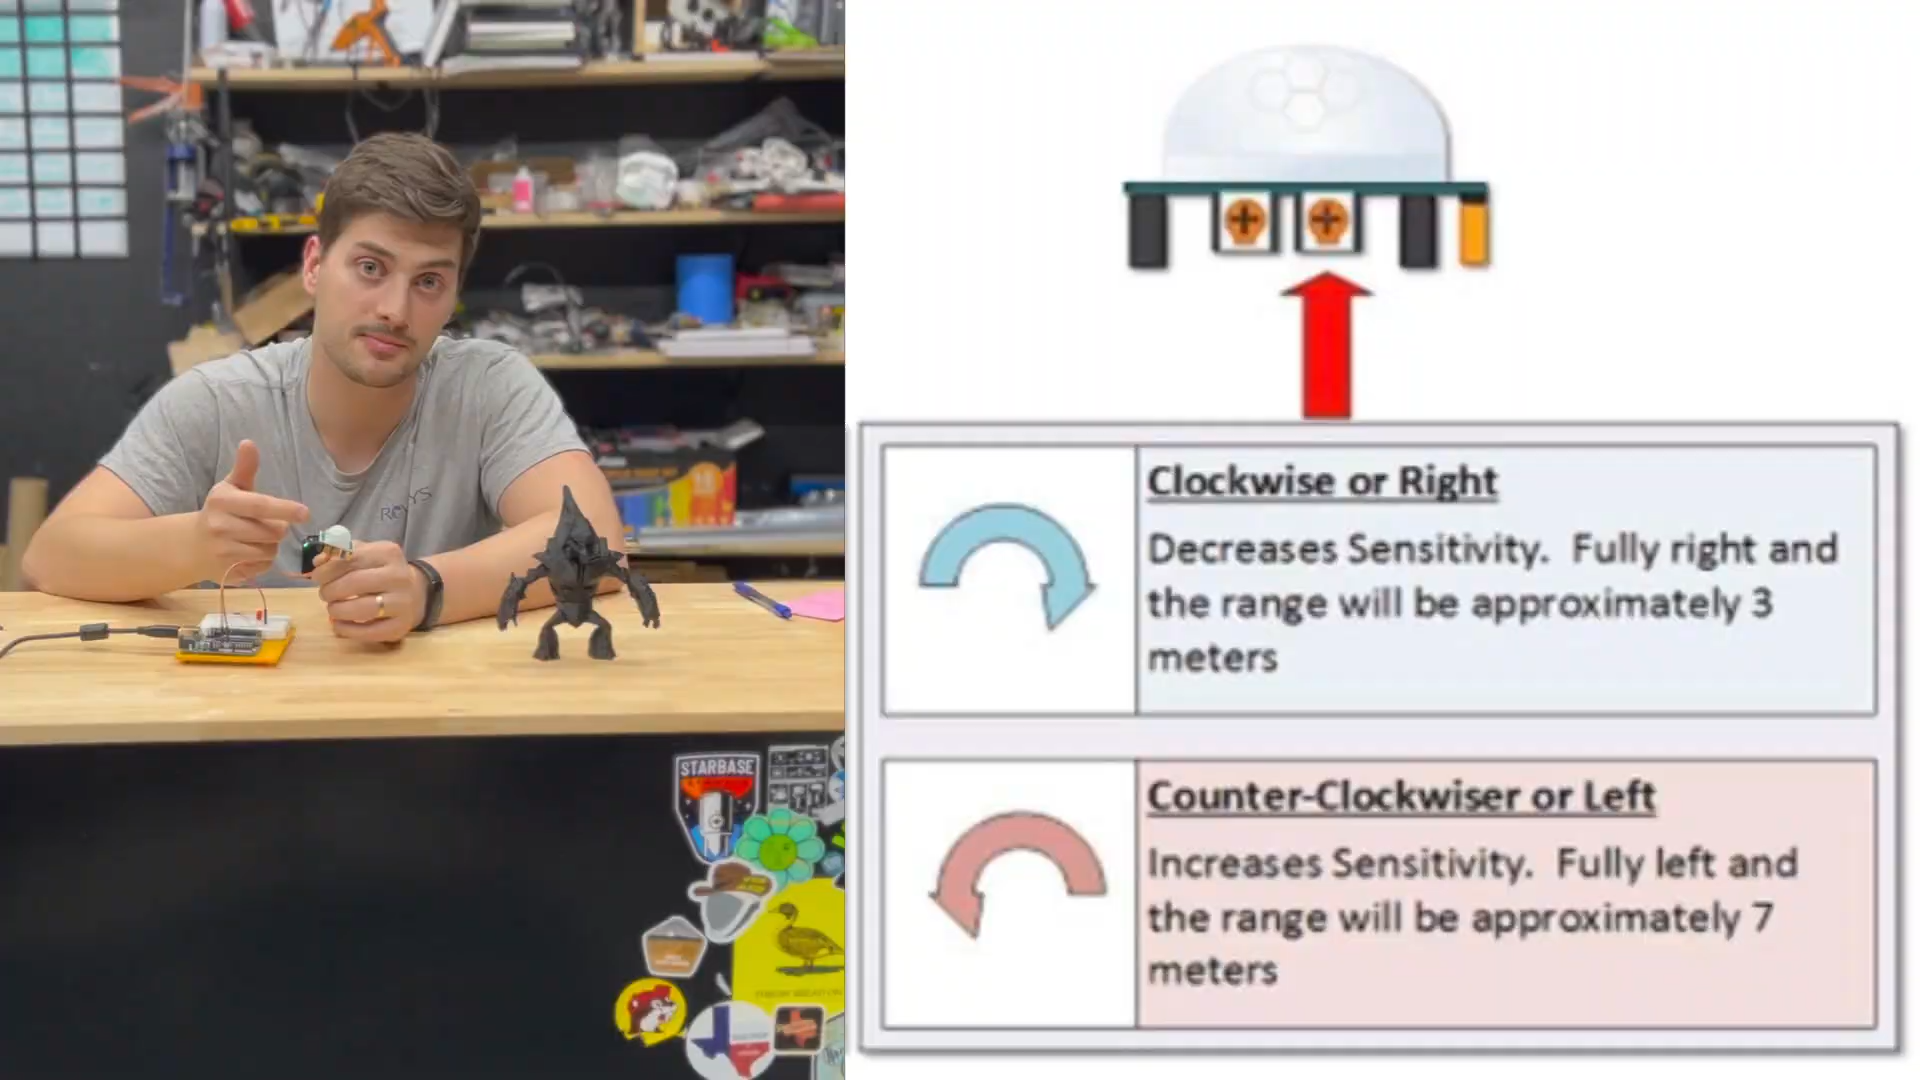 Clockwise or Right
Decreases Sensitivity. Fully right and
the range will be approximately 3
meters
Counter-Clockwiser or Left
Increases Sensitivity. Fully left and
the range will be approximately 7
meters
STARBASE